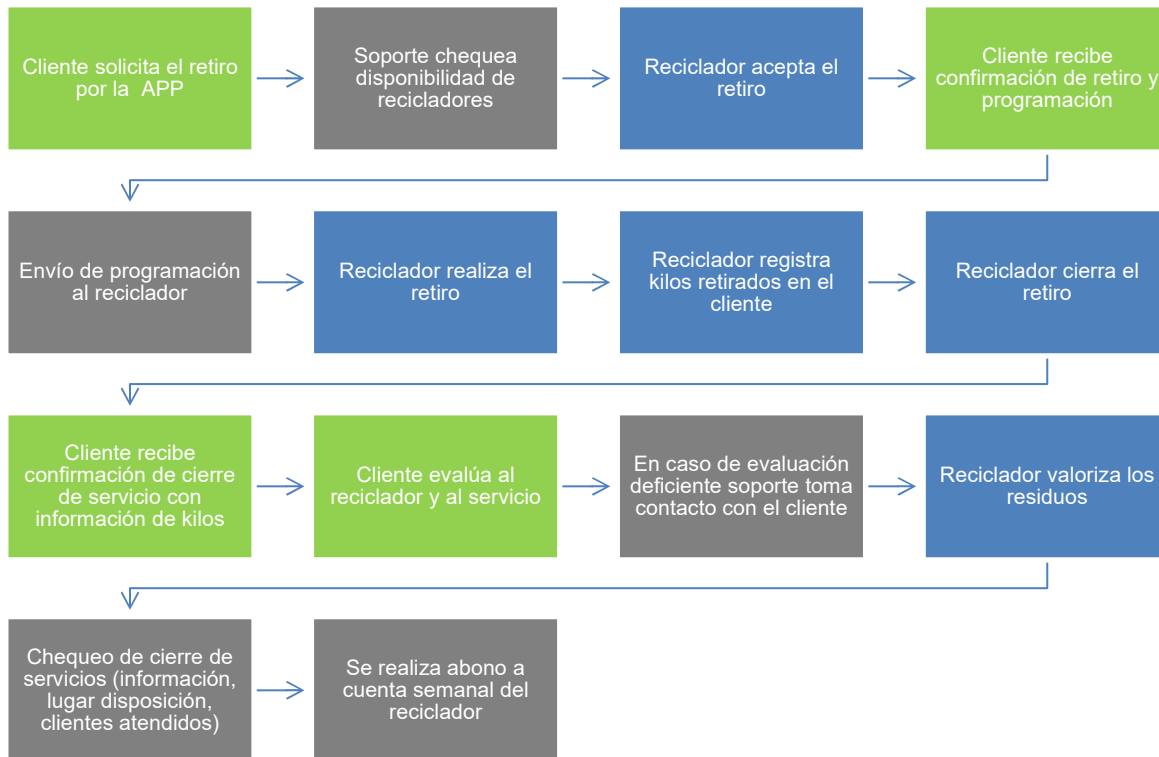 Cliente solicita el retiro
por la APP
Soporte chequea
disponibilidad de
recicladores
Reciclador acepta el
retiro
Cliente recibe
confirmación de retiro y
programación
Envío de programación
al reciclador
Reciclador realiza el
retiro
Reciclador registra
kilos retirados en el
cliente
Reciclador cierra el
retiro
Cliente recibe
confirmación de cierre
de servicio con
información de kilos
Cliente evalúa al
reciclador y al servicio
En caso de evaluación
deficiente soporte toma
contacto con el cliente
Reciclador valoriza los
residuos
Chequeo de cierre de
servicios (información,
lugar disposición,
clientes atendidos)
Se realiza abono a
cuenta semanal del
reciclador